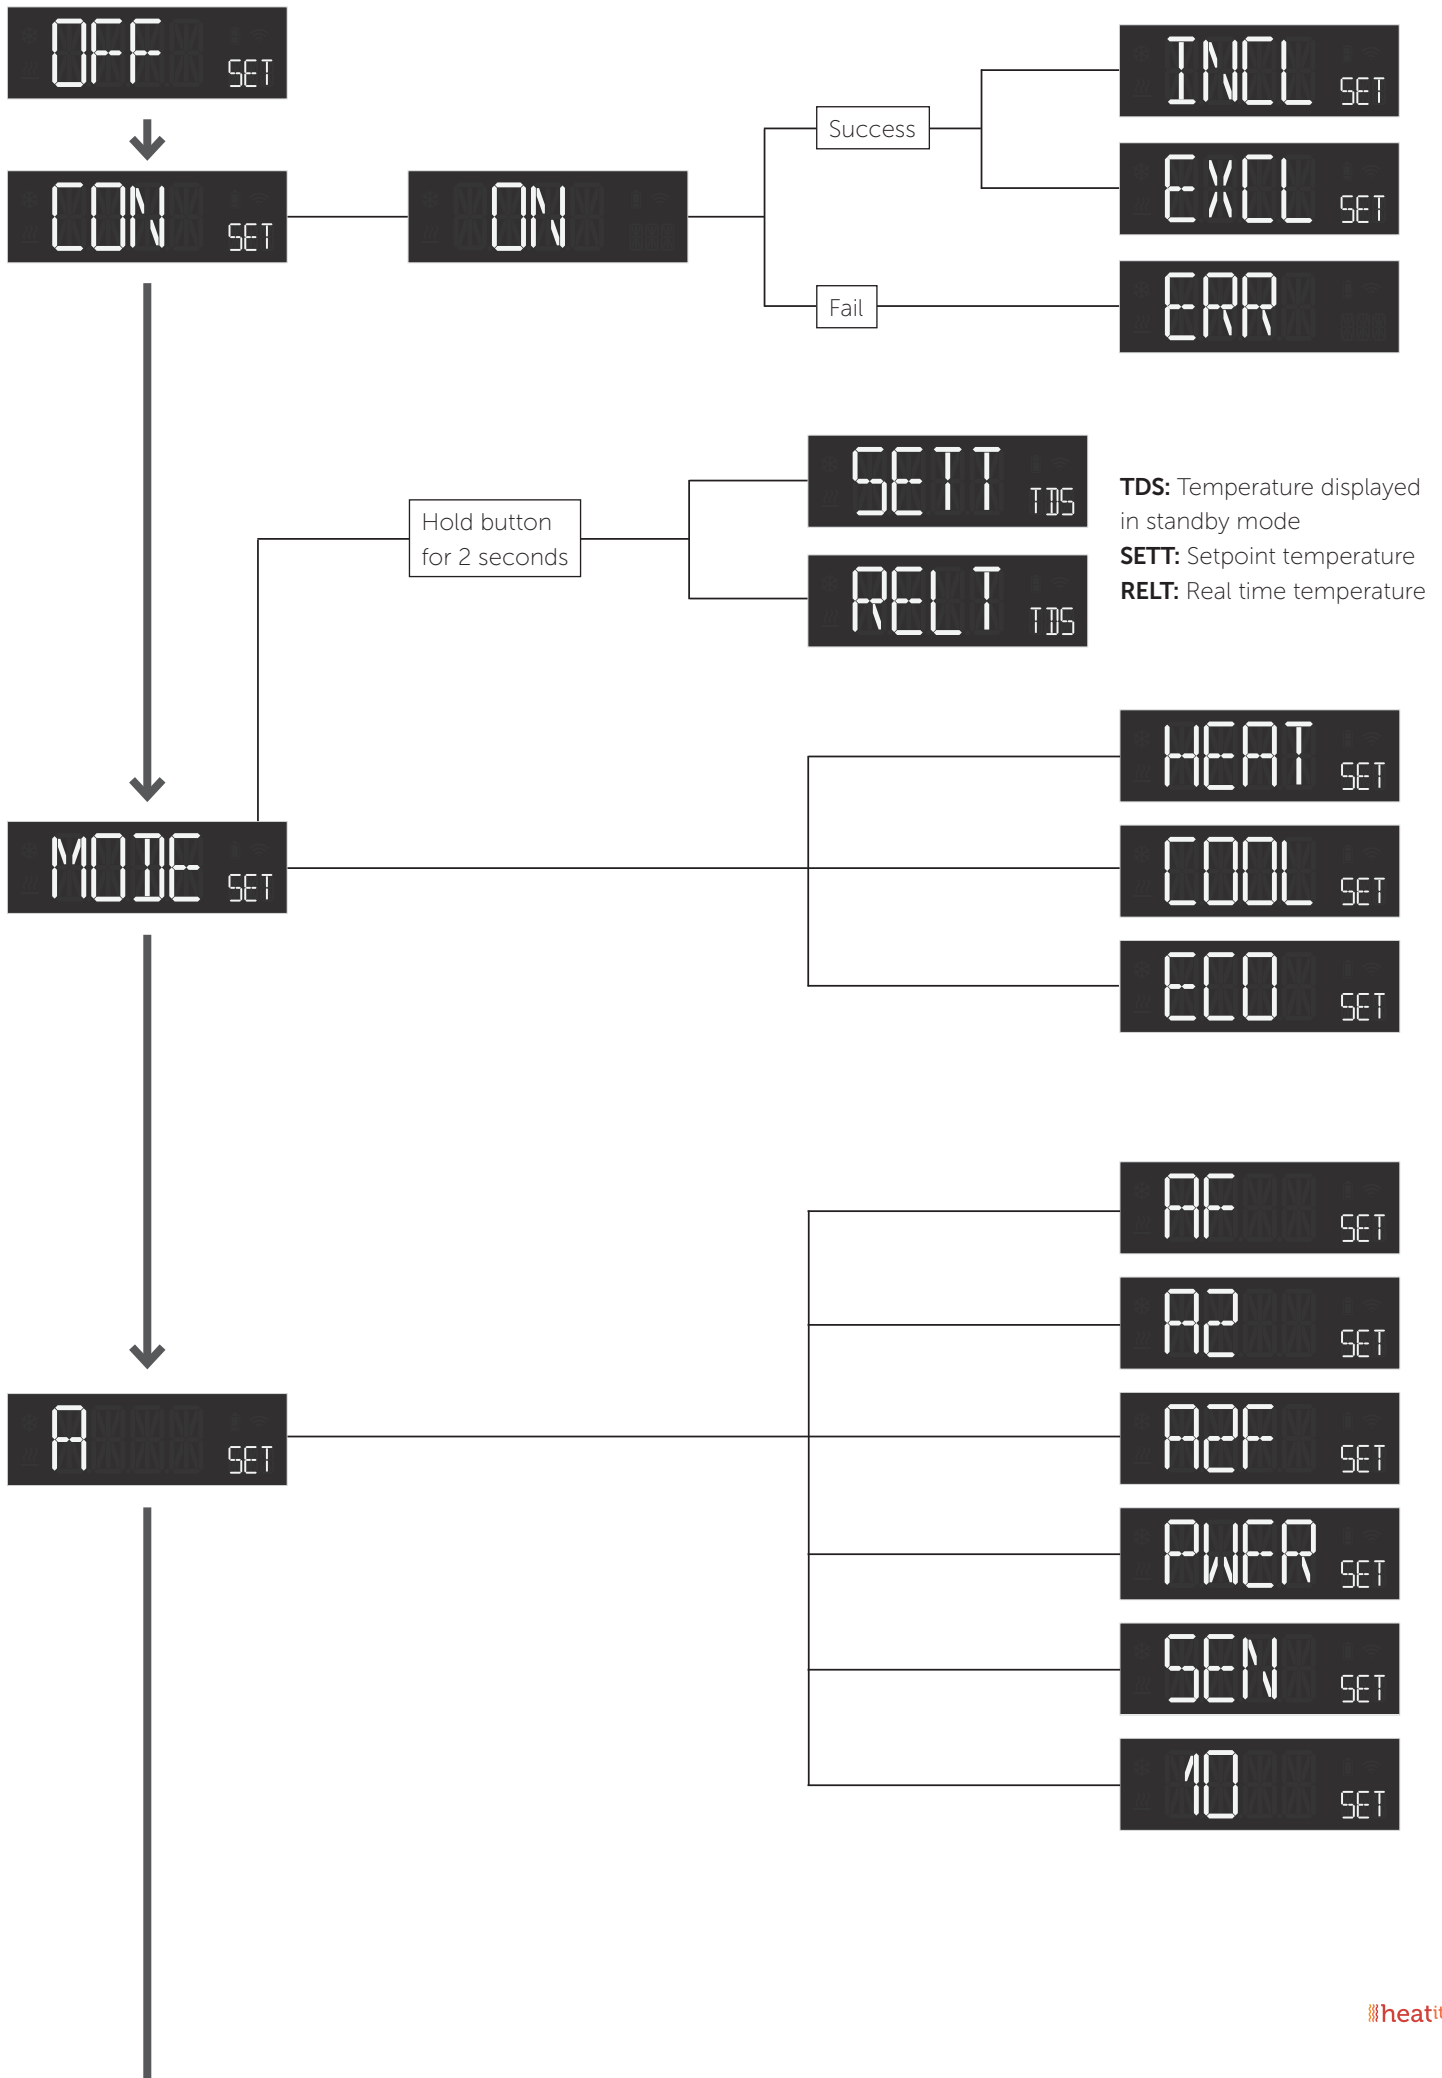 OFF SET
CON SET
ON
Success
INCL SET
EXCL SET
Fail
ERR
Hold button
for 2 seconds
SETT TDS
RELT TDS
TDS: Temperature displayed
in standby mode
SETT: Setpoint temperature
RELT: Real time temperature
MODE SET
HEAT SET
COOL SET
ECO SET
A SET
AF SET
A2 SET
A2F SET
PWER SET
SEN SET
10 SET
heatit